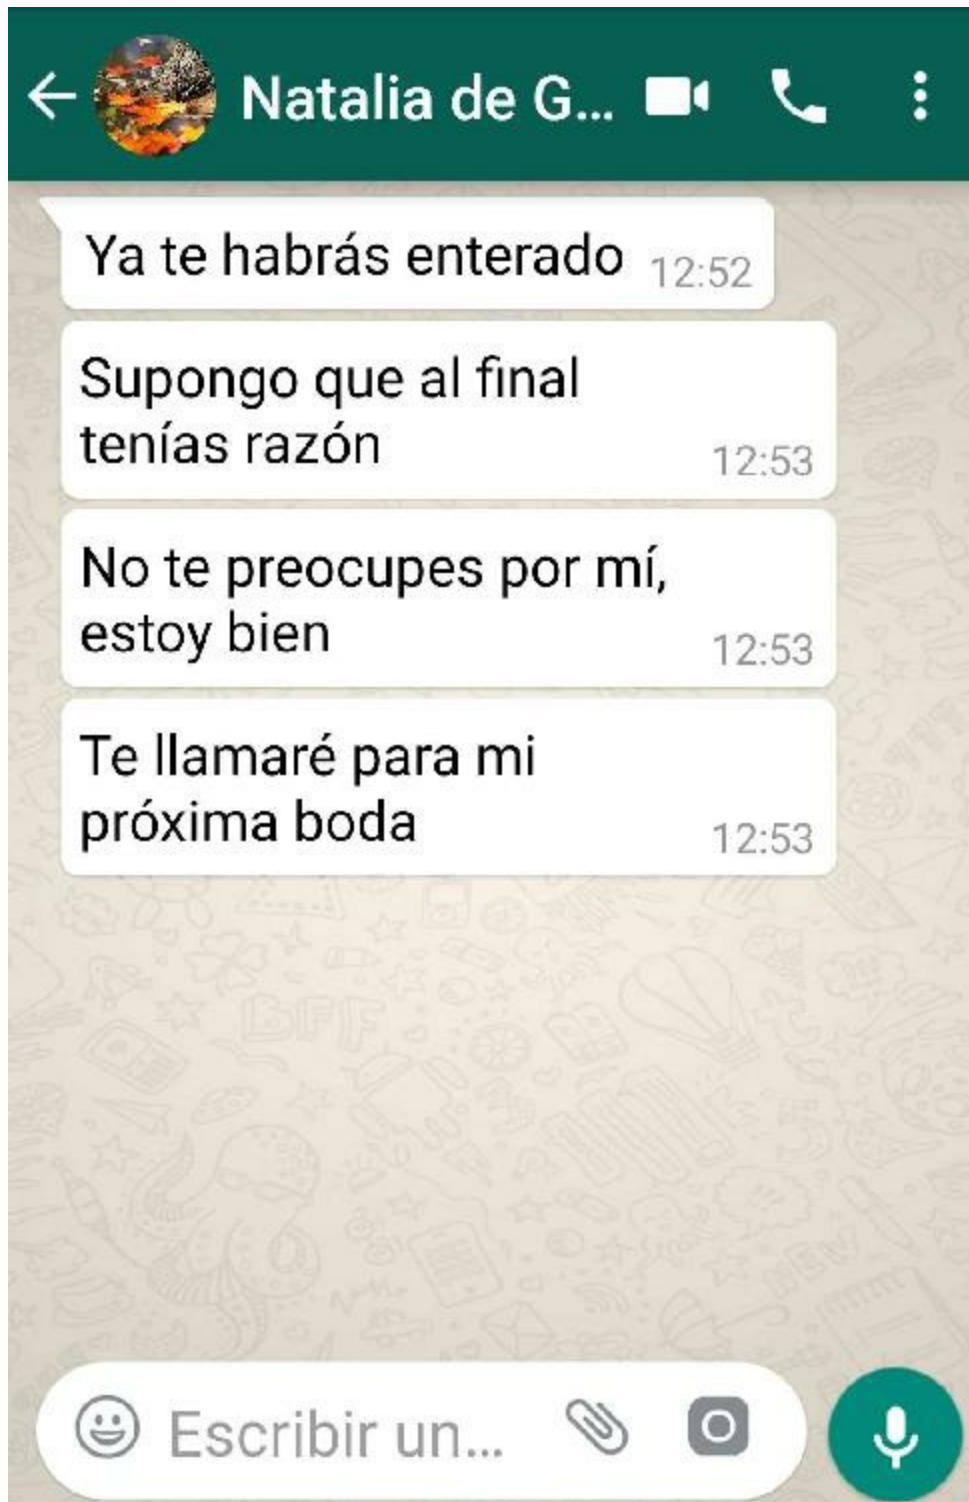 Natalia de G...
Ya te habrás enterado 12:52
Supongo que al final
tenías razón 12:53
No te preocupes por mí,
estoy bien 12:53
Te llamaré para mi
próxima boda 12:53
Escribir un...